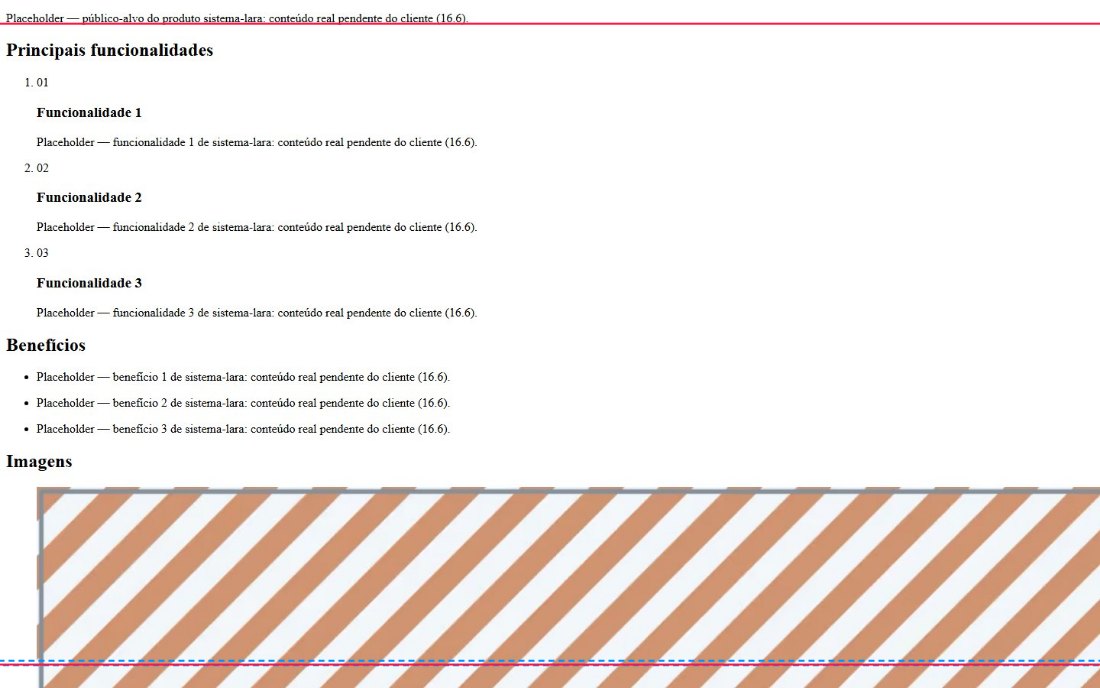 Placeholder — público-alvo do produto sistema-lara: conteúdo real pendente do cliente (16.6).
Principais funcionalidades
1. 01
Funcionalidade 1
Placeholder — funcionalidade 1 de sistema-lara: conteúdo real pendente do cliente (16.6).
2. 02
Funcionalidade 2
Placeholder — funcionalidade 2 de sistema-lara: conteúdo real pendente do cliente (16.6).
3. 03
Funcionalidade 3
Placeholder — funcionalidade 3 de sistema-lara: conteúdo real pendente do cliente (16.6).
Benefícios
• Placeholder — benefício 1 de sistema-lara: conteúdo real pendente do cliente (16.6).
• Placeholder — benefício 2 de sistema-lara: conteúdo real pendente do cliente (16.6).
• Placeholder — benefício 3 de sistema-lara: conteúdo real pendente do cliente (16.6).
Imagens